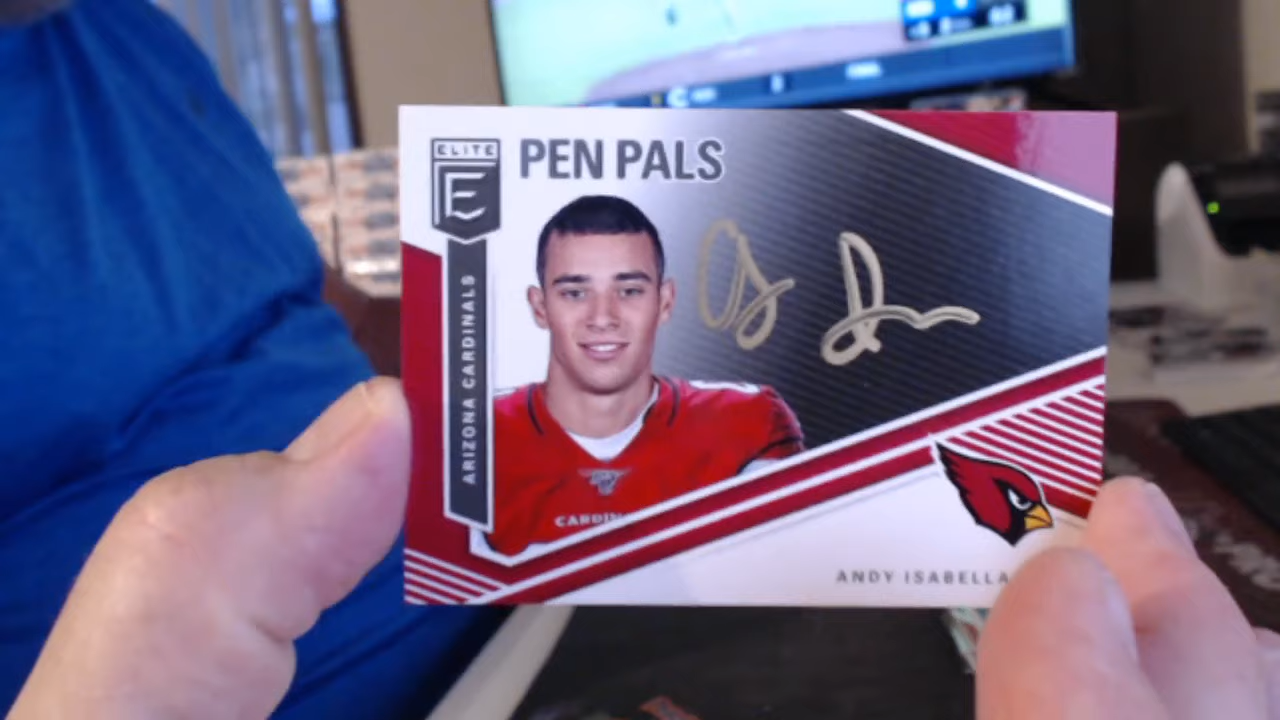 ELITE
E
PEN PALS
ARIZONA CARDINALS
CARDIN
ANDY ISABELLA